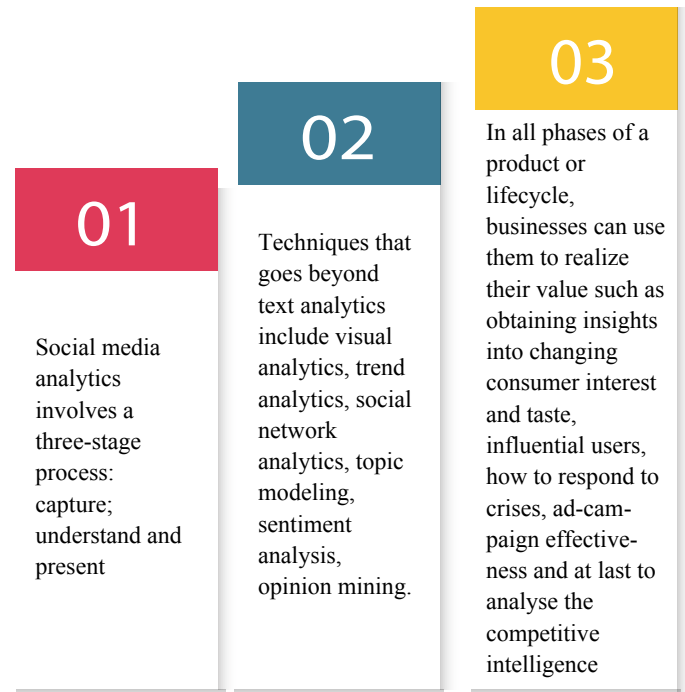 01
Social media
analytics
involves a
three-stage
process:
capture;
understand and
present
02
Techniques that
goes beyond
text analytics
include visual
analytics, trend
analytics, social
network
analytics, topic
modeling,
sentiment
analysis,
opinion mining.
03
In all phases of a
product or
lifecycle,
businesses can use
them to realize
their value such as
obtaining insights
into changing
consumer interest
and taste,
influential users,
how to respond to
crises, ad-cam-
paign effective-
ness and at last to
analyse the
competitive
intelligence